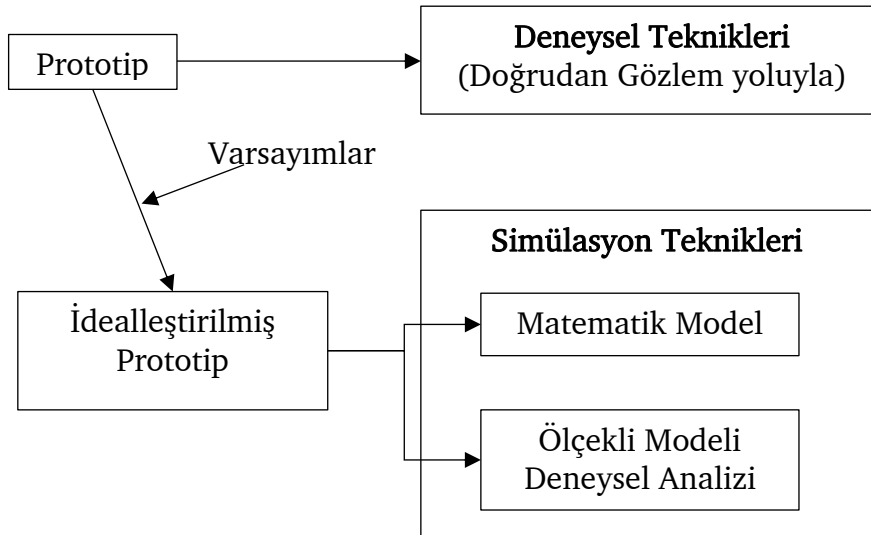 Deneysel Teknikleri
Prototip
(Doğrudan Gözlem yoluyla)
Varsayımlar
Simülasyon Teknikleri
İdealleştirilmiş
Prototip
Matematik Model
Ölçekli Modeli
Deneysel Analizi